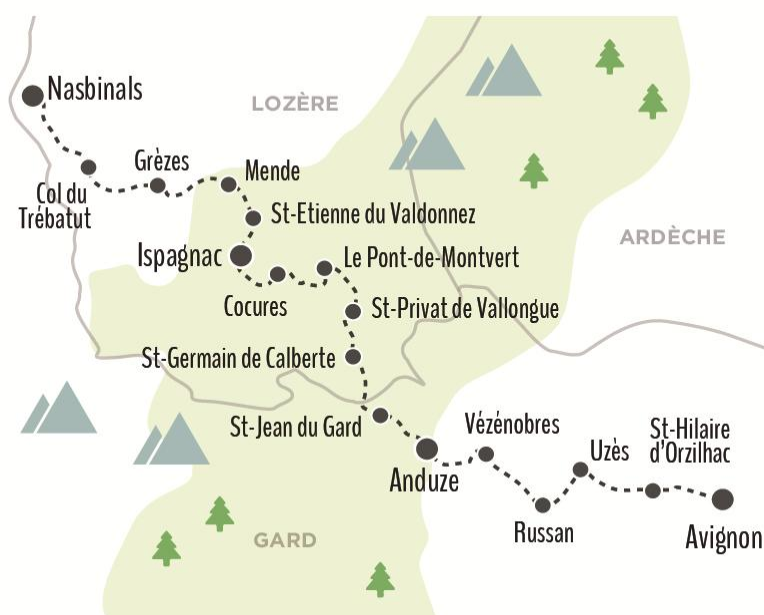 Nasbinals
LOZÈRE
Grèzes
Mende
Col du
Trébatut
St-Etienne du Valdonnez
ARDÈCHE
Ispagnac
Le Pont-de-Montvert
Cocures
St-Privat de Vallongue
St-Germain de Calberte
St-Jean du Gard
Vézénobres
St-Hilaire
d'Orzilhac
Uzès
Anduze
Russan
Avignon
GARD